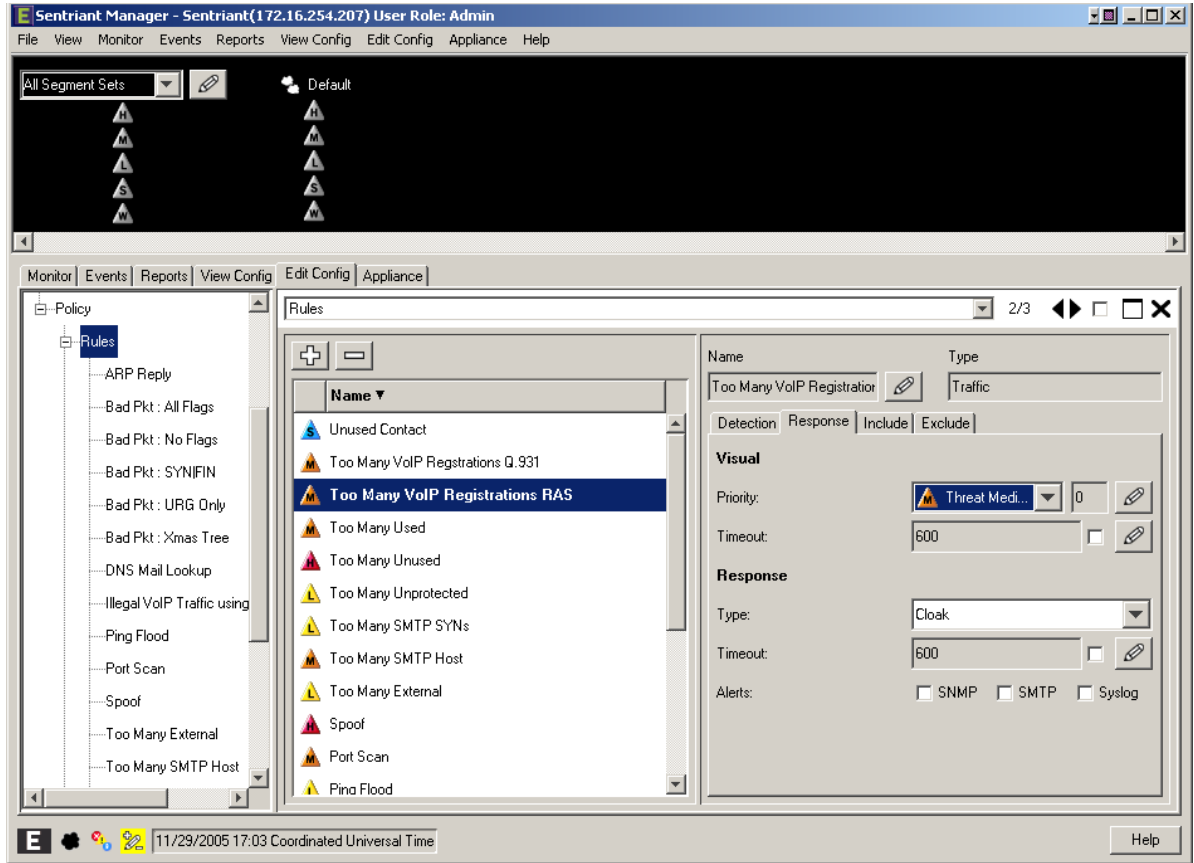 E Sentriant Manager - Sentriant(172.16.254.207) User Role: Admin
File View Monitor Events Reports View Config Edit Config Appliance Help
All Segment Sets Default
H H
M M
L L
S S
W W
Monitor Events Reports View Config Edit Config Appliance
Policy
Rules
ARP Reply
Bad Pkt : All Flags
Bad Pkt : No Flags
Bad Pkt : SYN|FIN
Bad Pkt : URG Only
Bad Pkt : Xmas Tree
DNS Mail Lookup
Illegal VoIP Traffic using
Ping Flood
Port Scan
Spoof
Too Many External
Too Many SMTP Host
Rules 2/3
Name
S Unused Contact
M Too Many VoIP Regstrations Q.931
M Too Many VoIP Registrations RAS
M Too Many Used
H Too Many Unused
L Too Many Unprotected
L Too Many SMTP SYNs
M Too Many SMTP Host
L Too Many External
H Spoof
M Port Scan
L Ping Flood
Name Type
Too Many VoIP Registration Traffic
Detection Response Include Exclude
Visual
Priority: M Threat Medi... 0
Timeout: 600
Response
Type: Cloak
Timeout: 600
Alerts: SNMP SMTP Syslog
E 11/29/2005 17:03 Coordinated Universal Time Help